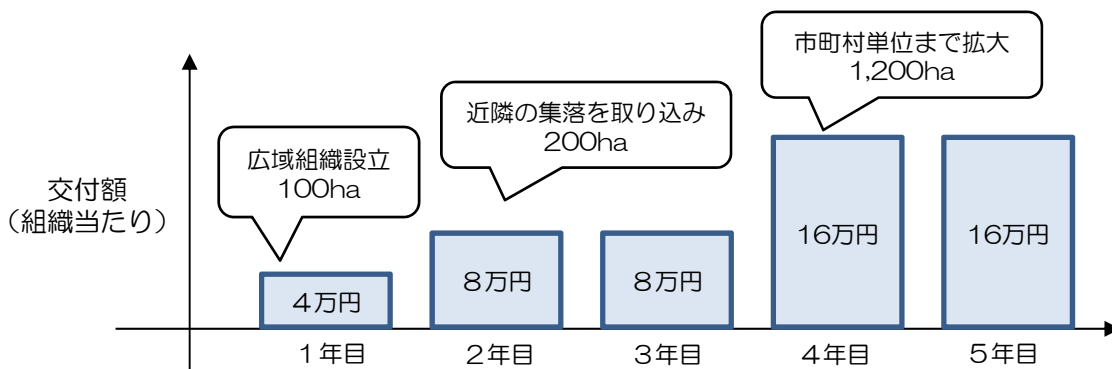 市町村単位まで拡大
1,200ha
近隣の集落を取り込み
200ha
広域組織設立
100ha
交付額
（組織当たり）
４万円
８万円
８万円
16万円
16万円
１年目
２年目
３年目
４年目
５年目